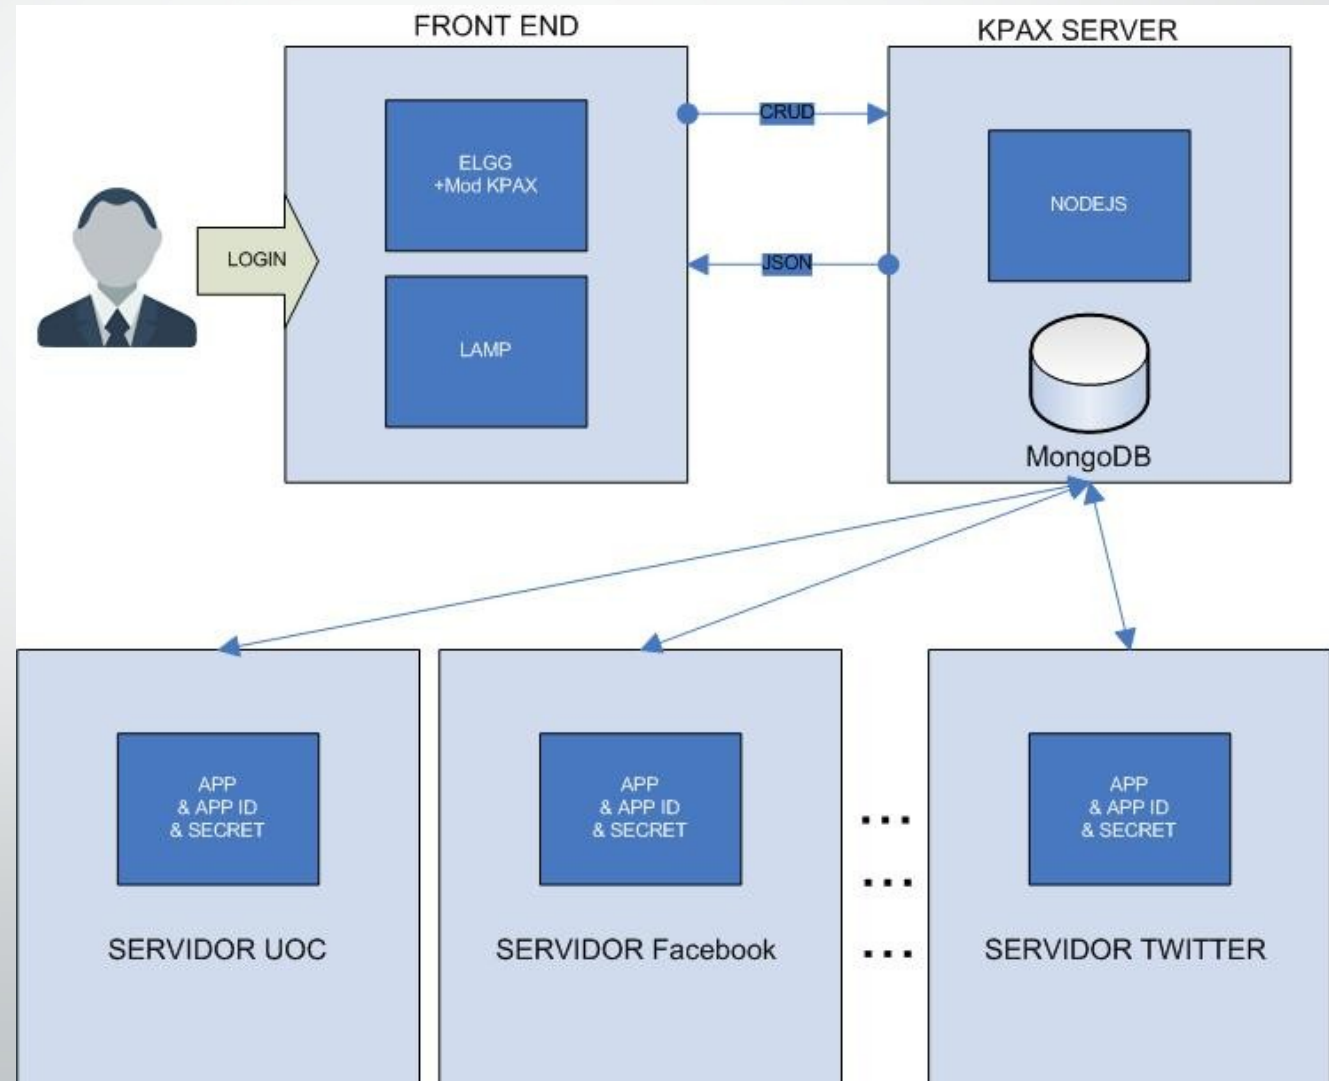 FRONT END
KPAX SERVER
CRUD
ELGG
+Mod KPAX
NODEJS
LOGIN
JSON
LAMP
MongoDB
APP
& APP ID
& SECRET
APP
& APP ID
& SECRET
...
APP
& APP ID
& SECRET
...
SERVIDOR UOC
SERVIDOR Facebook
...
SERVIDOR TWITTER